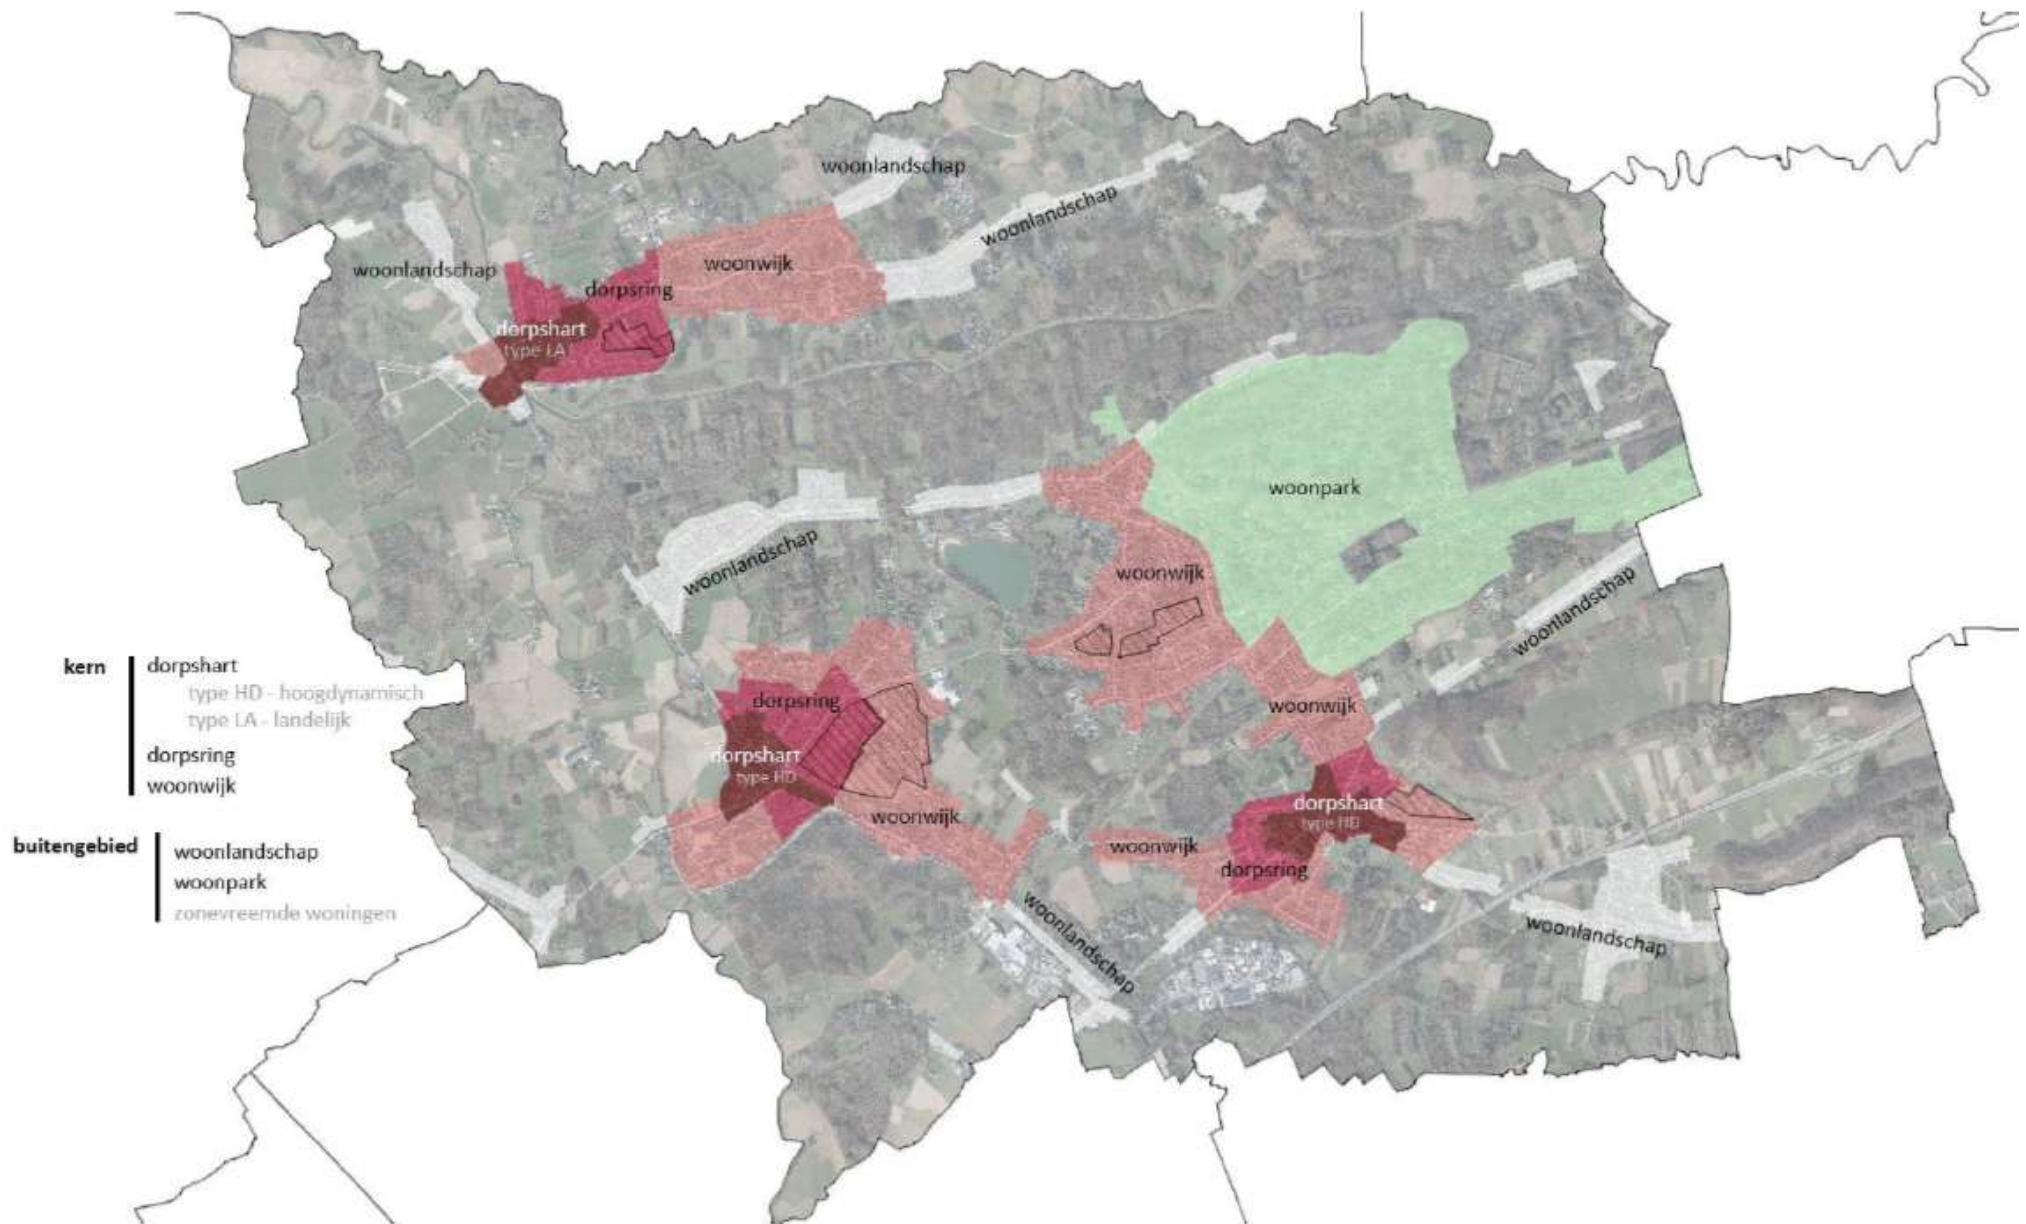 woonlandschap
woonlandschap
woonwijk
woonlandschap
dorpsring
dorpshart
type LA
woonpark
woonlandschap
woonwijk
woonlandschap
dorpsring
woonwijk
dorpshart
type HD
woonwijk
dorpshart
type HD
woonwijk
dorpsring
woonlandschap
woonlandschap
kern
dorpshart
type HD - hoogdynamisch
type LA - landelijk
dorpsring
woonwijk
buitengebied
woonlandschap
woonpark
zonevreemde woningen